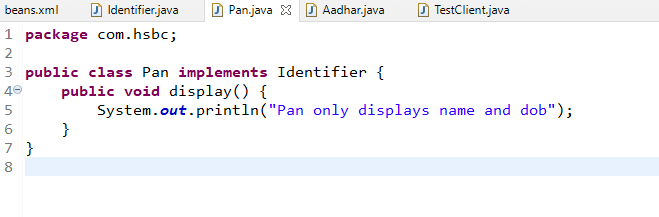 beans.xml Identifier.java Pan.java Aadhar.java TestClient.java
1 package com.hsbc;
2
3 public class Pan implements Identifier {
4 public void display() {
5 System.out.println("Pan only displays name and dob");
6 }
7 }
8